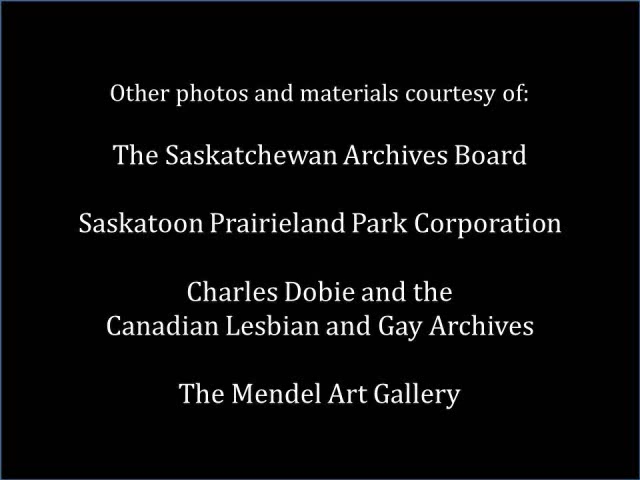 Other photos and materials courtesy of:
The Saskatchewan Archives Board
Saskatoon Prairieland Park Corporation
Charles Dobie and the
Canadian Lesbian and Gay Archives
The Mendel Art Gallery